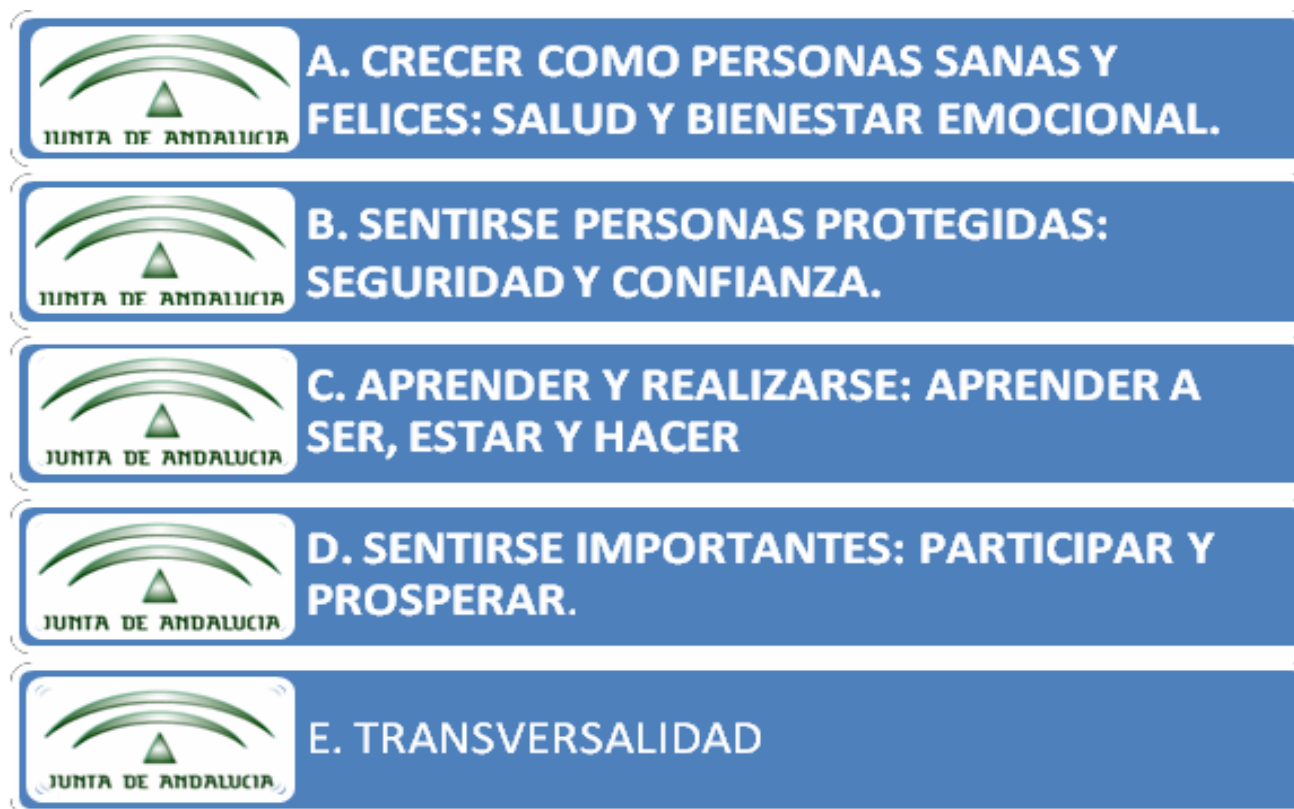 JUNTA DE ANDALUCIA
A. CRECER COMO PERSONAS SANAS Y
FELICES: SALUD Y BIENESTAR EMOCIONAL.
JUNTA DE ANDALUCIA
B. SENTIRSE PERSONAS PROTEGIDAS:
SEGURIDAD Y CONFIANZA.
JUNTA DE ANDALUCIA
C. APRENDER Y REALIZARSE: APRENDER A
SER, ESTAR Y HACER
JUNTA DE ANDALUCIA
D. SENTIRSE IMPORTANTES: PARTICIPAR Y
PROSPERAR.
JUNTA DE ANDALUCIA
E. TRANSVERSALIDAD